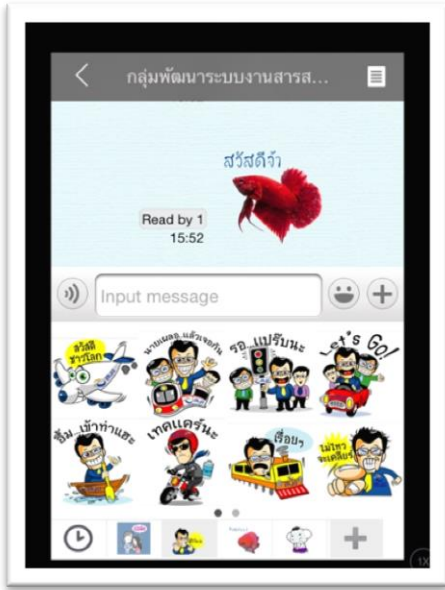 กลุ่มพัฒนาระบบงานสารส...
สวัสดีจ้า
Read by 1
15:52
Input message
สวัสดี
ชาวโลก
นายเผลอ..แล้วเจอกัน
รอ..แปร๊บนะ
Let's Go!
อื้ม..เข้าท่าแฮะ
เทคแคร์นะ
เรื่อยๆ
ไม่ไหว
จะเคลียร์
1X